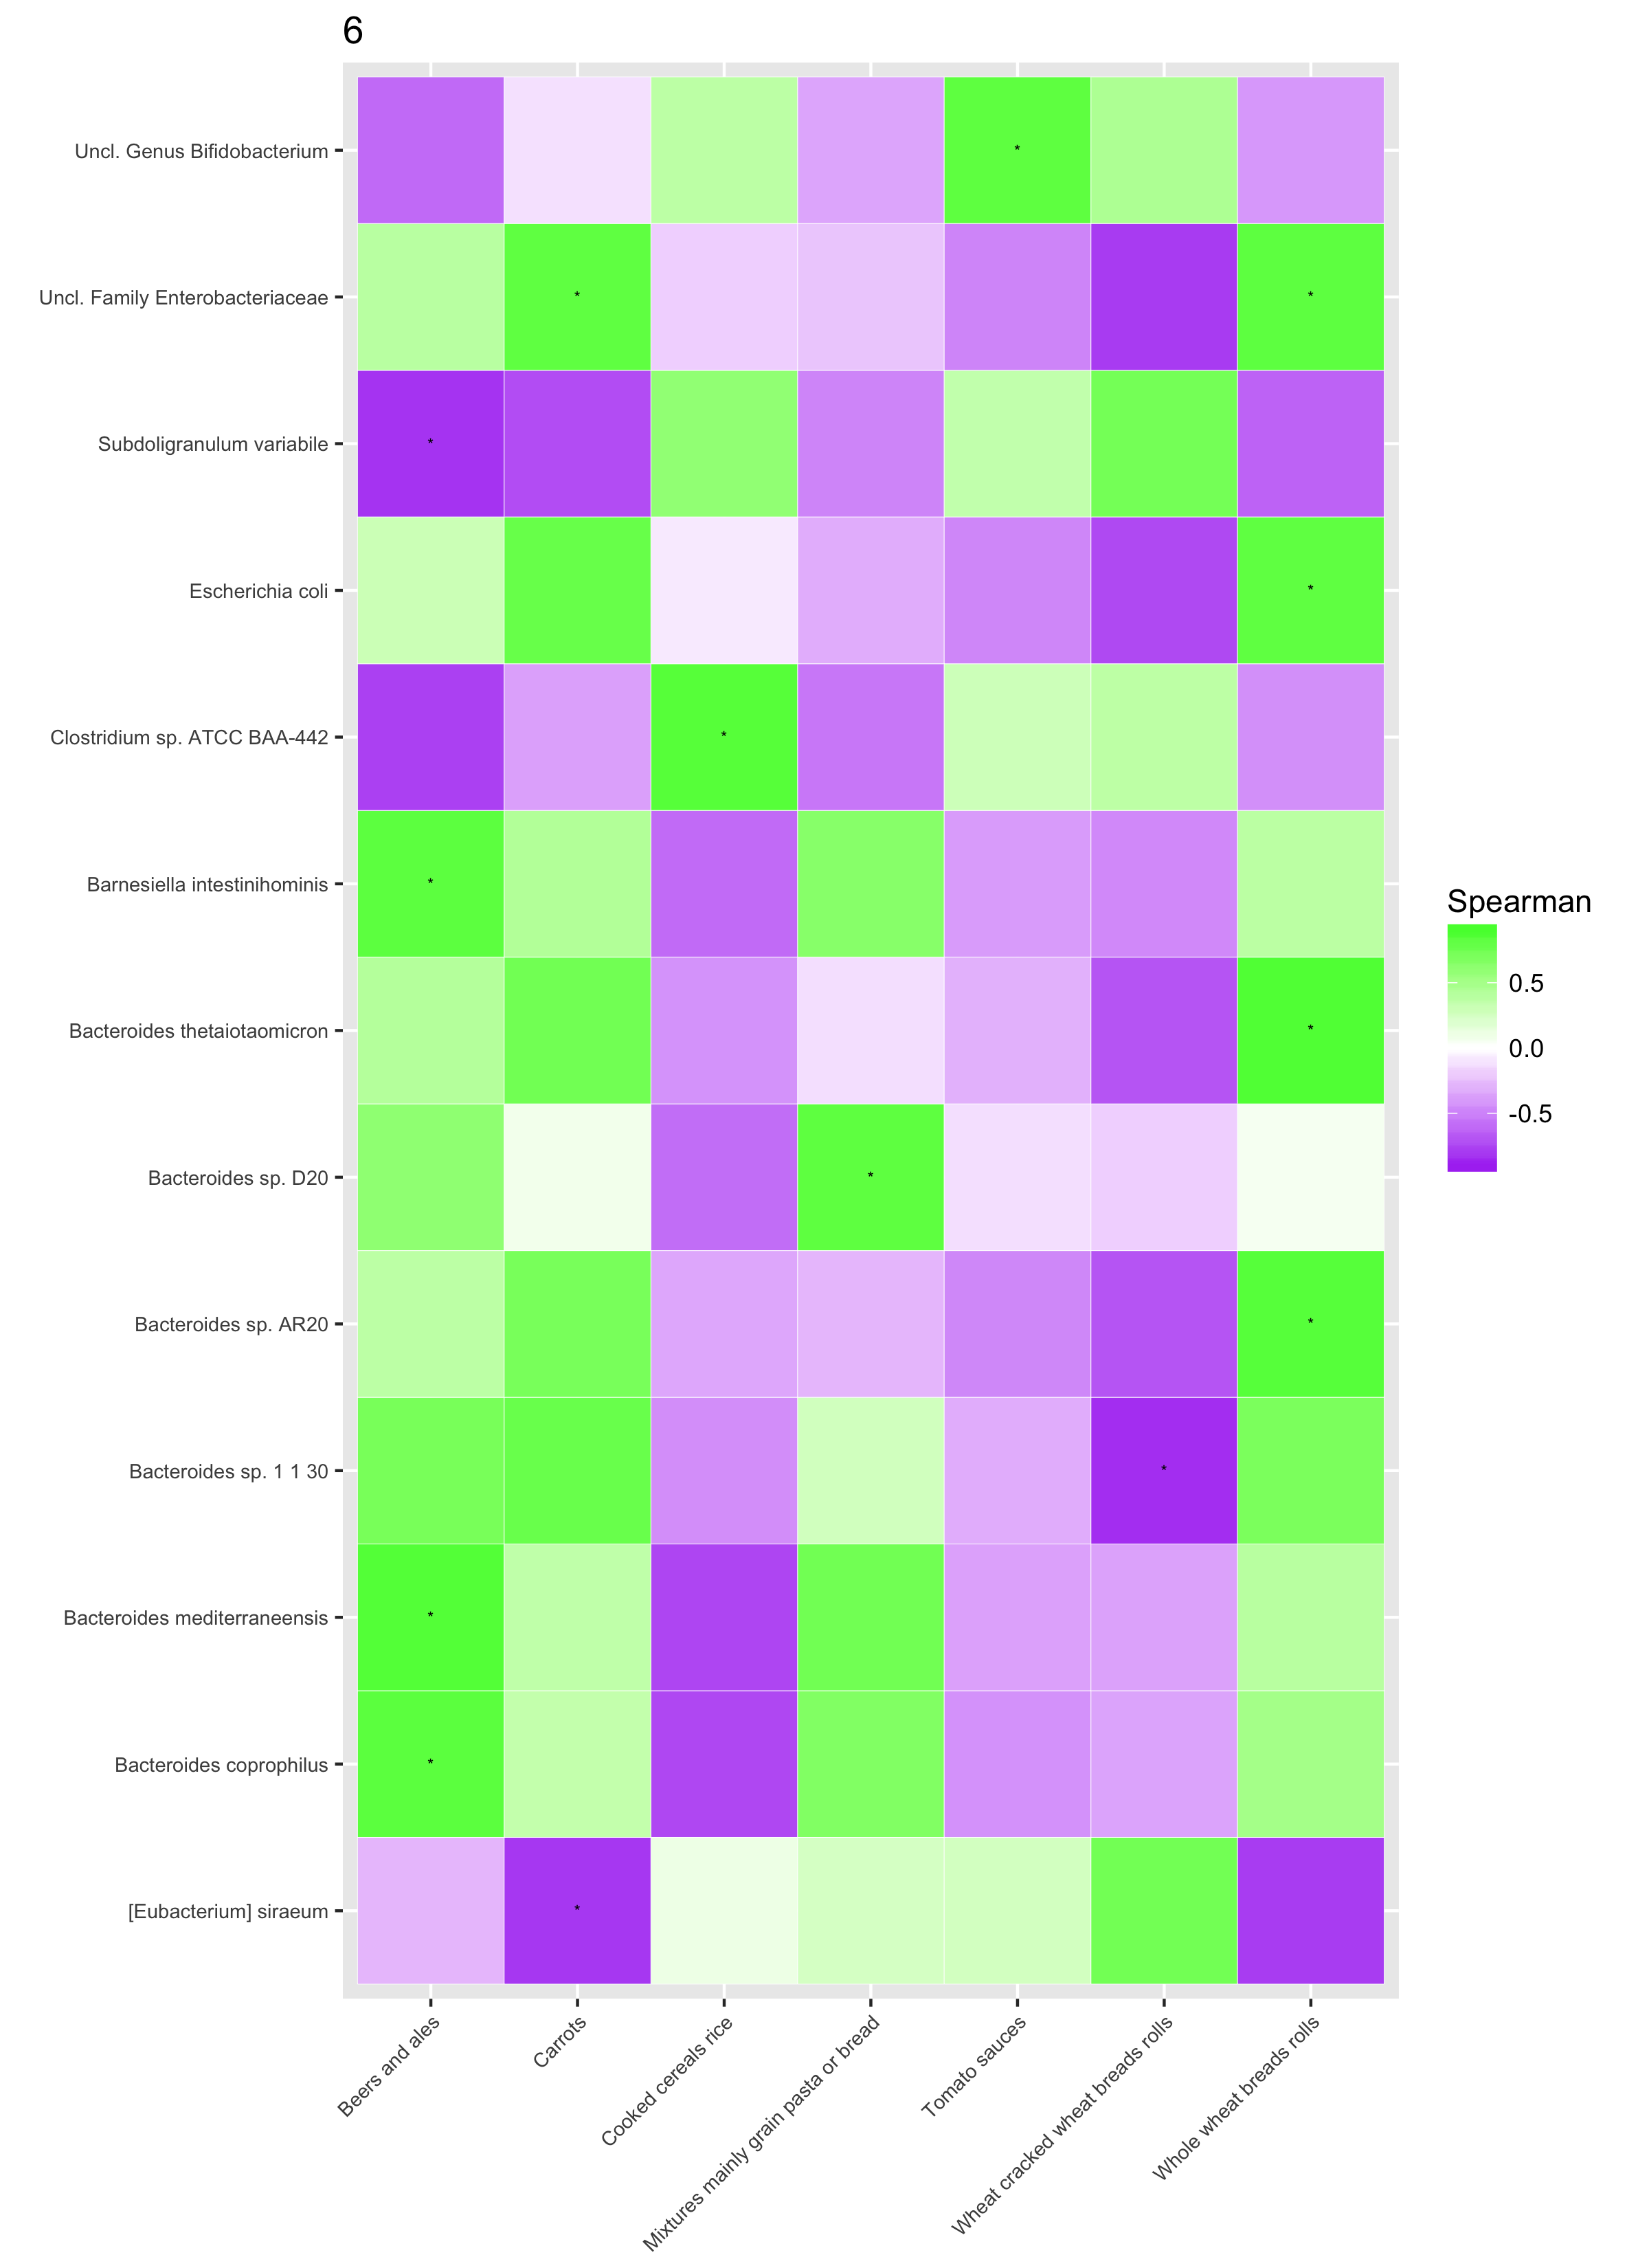 6
Uncl. Genus Bifidobacterium
*
Uncl. Family Enterobacteriaceae
* *
Subdoligranulum variabile
*
Escherichia coli
*
Clostridium sp. ATCC BAA-442
*
Barnesiella intestinihominis
*
Bacteroides thetaiotaomicron
*
Bacteroides sp. D20
*
Bacteroides sp. AR20
*
Bacteroides sp. 1 1 30
*
Bacteroides mediterraneensis
*
Bacteroides coprophilus
*
[Eubacterium] siraeum
*
Beers and ales
Carrots
Cooked cereals rice
Mixtures mainly grain pasta or bread
Tomato sauces
Wheat cracked wheat breads rolls
Whole wheat breads rolls
Spearman
0.5
0.0
-0.5